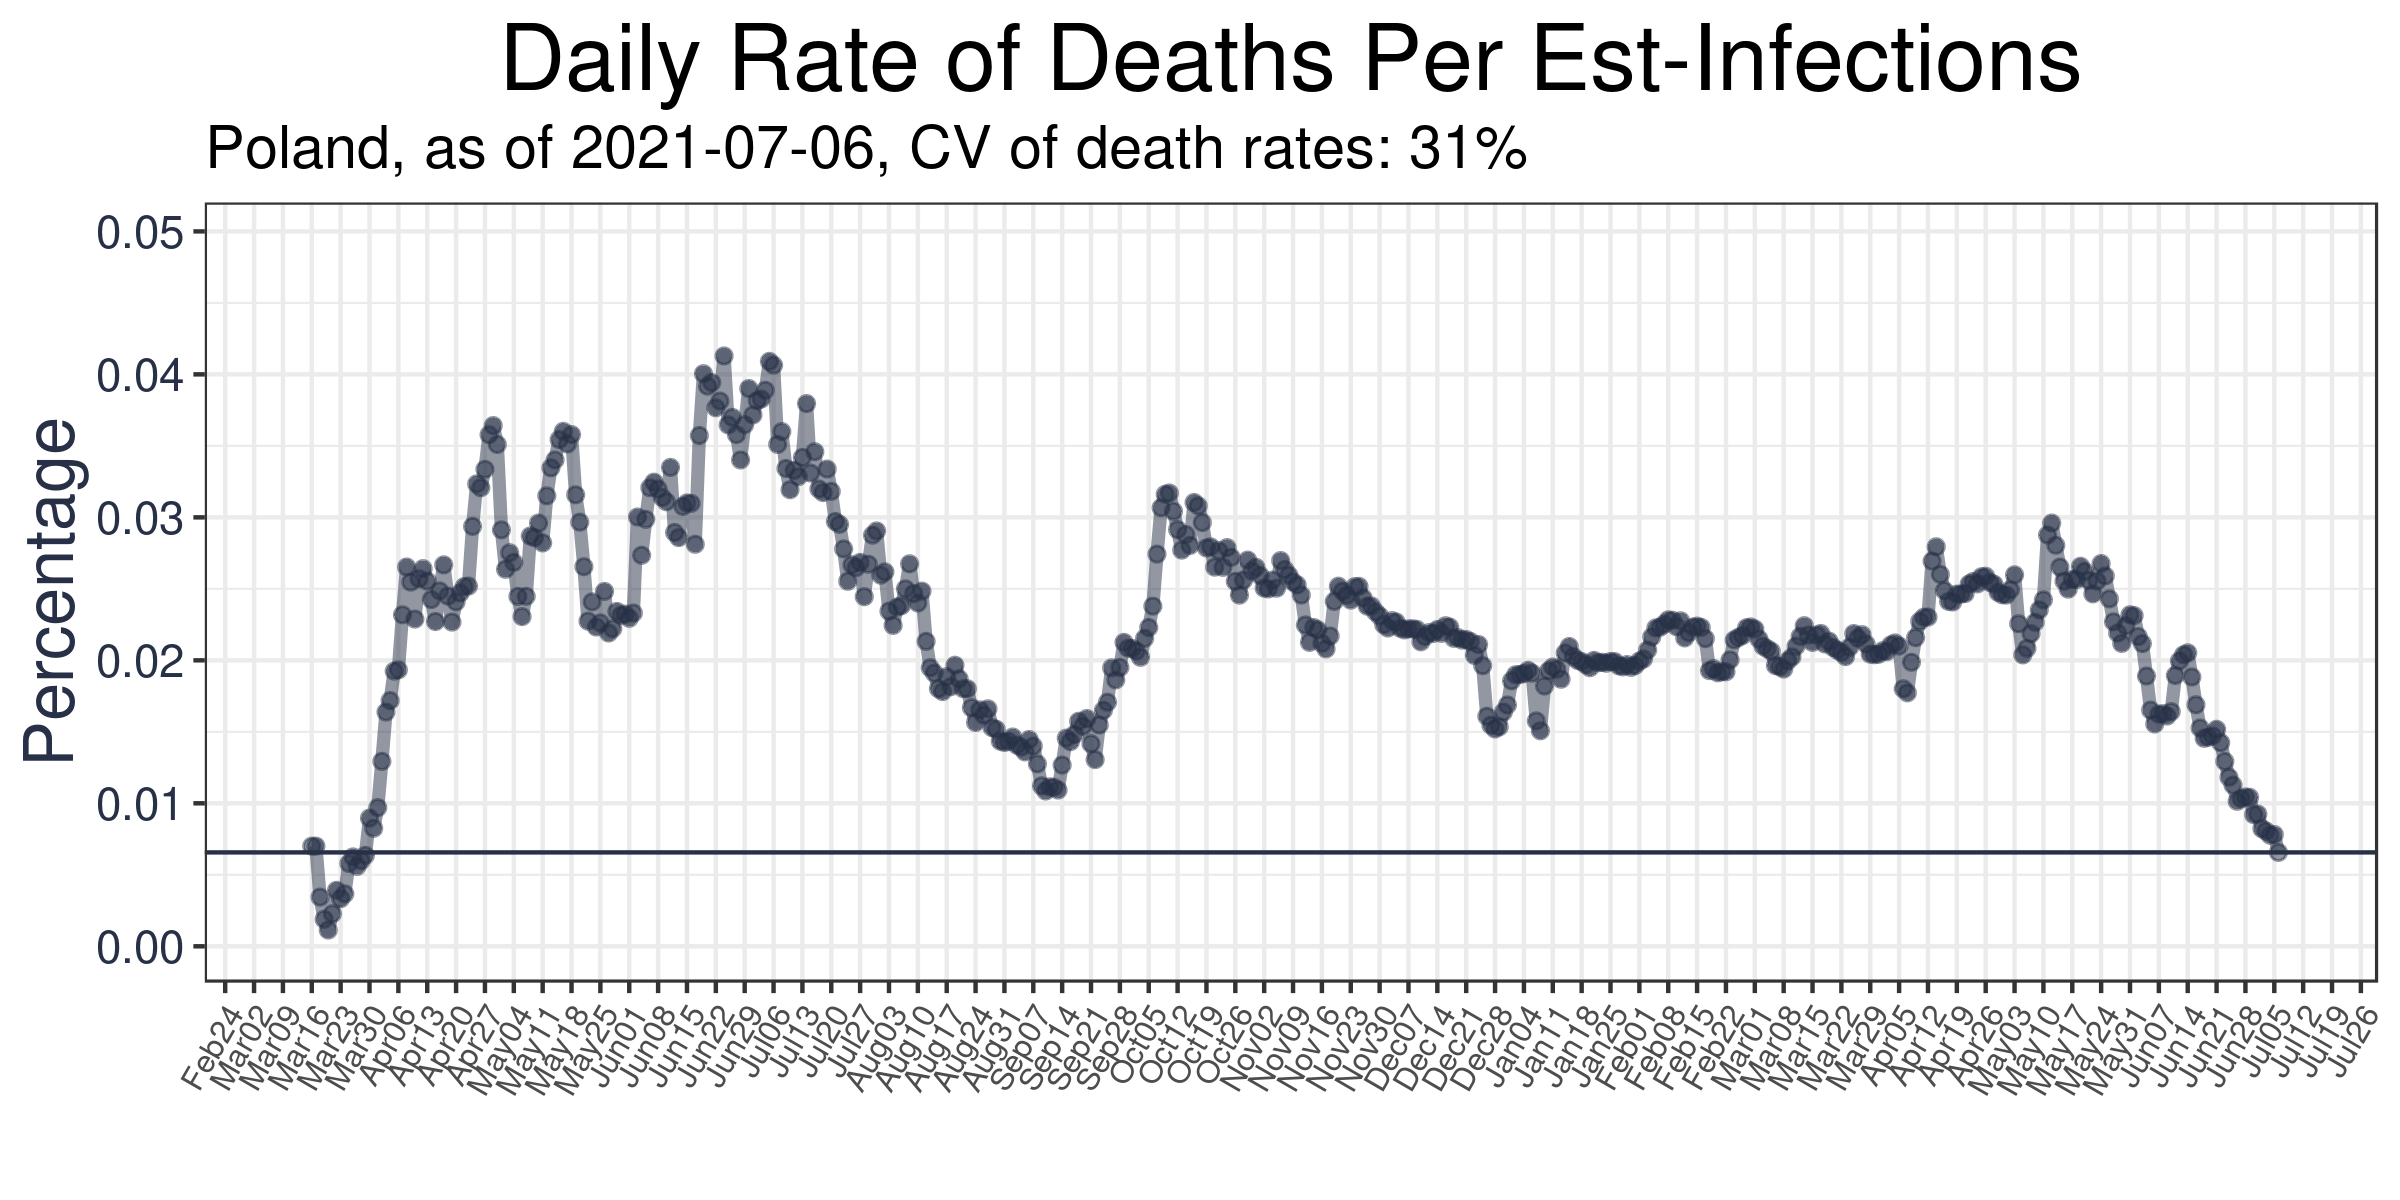 Daily Rate of Deaths Per Est-Infections
Poland, as of 2021-07-06, CV of death rates: 31%
Percentage
0.05
0.04
0.03
0.02
0.01
0.00
Feb24 Mar02 Mar09 Mar16 Mar23 Mar30 Apr06 Apr13 Apr20 Apr27 May04 May11 May18 May25 Jun01 Jun08 Jun15 Jun22 Jun29 Jul06 Jul13 Jul20 Jul27 Aug03 Aug10 Aug17 Aug24 Aug31 Sep07 Sep14 Sep21 Sep28 Oct05 Oct12 Oct19 Oct26 Nov02 Nov09 Nov16 Nov23 Nov30 Dec07 Dec14 Dec21 Dec28 Jan04 Jan11 Jan18 Jan25 Feb01 Feb08 Feb15 Feb22 Mar01 Mar08 Mar15 Mar22 Mar29 Apr05 Apr12 Apr19 Apr26 May03 May10 May17 May24 May31 Jun07 Jun14 Jun21 Jun28 Jul05 Jul12 Jul19 Jul26